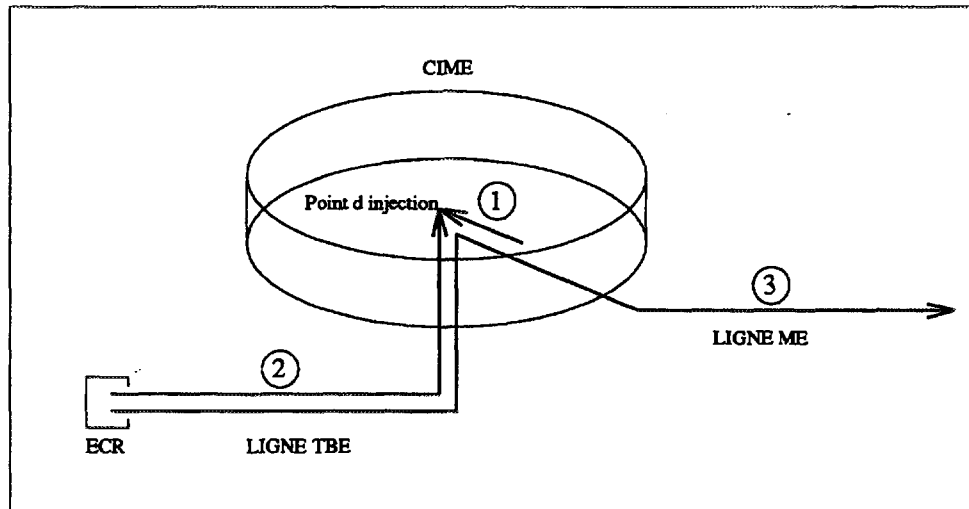 CIME
Point d injection
1
3
LIGNE ME
2
ECR
LIGNE TBE